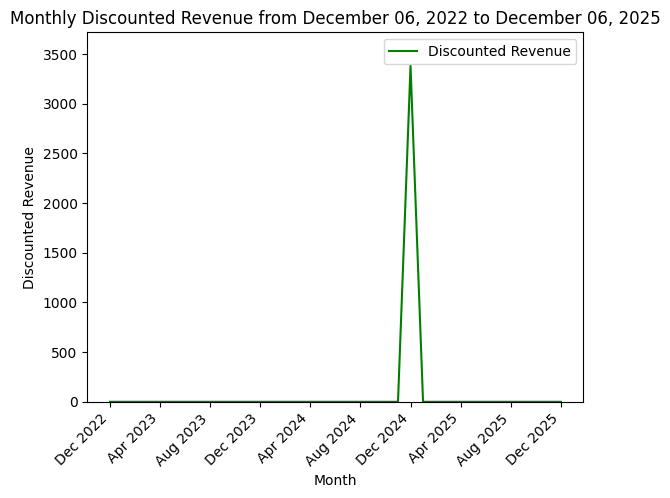 Monthly Discounted Revenue from December 06, 2022 to December 06, 2025
Discounted Revenue
3500
3000
2500
2000
1500
1000
500
0
Discounted Revenue
Dec 2022
Apr 2023
Aug 2023
Dec 2023
Apr 2024
Aug 2024
Dec 2024
Apr 2025
Aug 2025
Dec 2025
Month